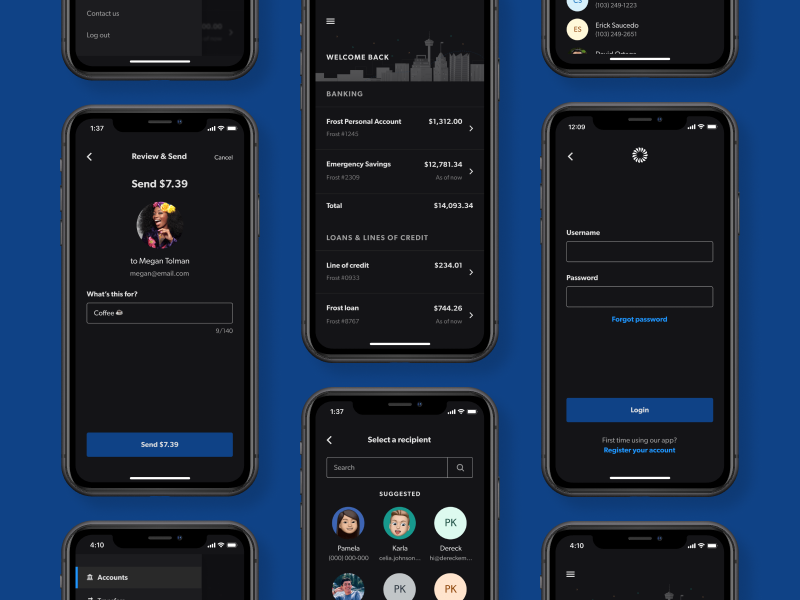 Contact us
Log out
1:37
Review & Send
Cancel
Send $7.39
to Megan Tolman
megan@email.com
What's this for?
Coffee
9/140
Send $7.39
4:10
Accounts
WELCOME BACK
BANKING
Frost Personal Account
$1,312.00
Frost #1245
Emergency Savings
$12,781.34
Frost #2309
As of now
Total
$14,093.34
LOANS & LINES OF CREDIT
Line of credit
$234.01
Frost #0933
Frost loan
$744.26
Frost #8767
As of now
1:37
Select a recipient
Search
SUGGESTED
PK
Pamela
Karla
Dereck
(000) 000-000
celia.johnson...
hi@dereckem...
PK
PK
CS
(103) 249-1223
ES
Erick Saucedo
(103) 249-2651
12:09
Username
Password
Forgot password
Login
First time using our app?
Register your account
4:10